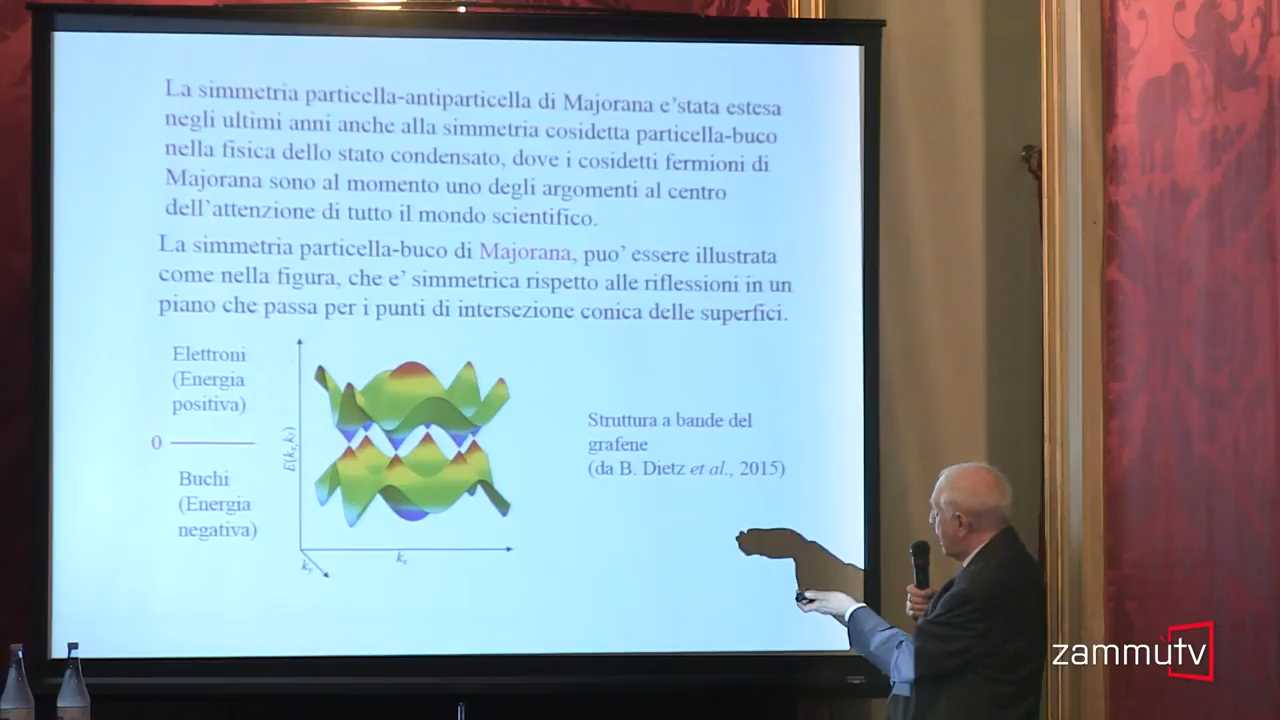 La simmetria particella-antiparticella di Majorana e'stata estesa
negli ultimi anni anche alla simmetria cosidetta particella-buco
nella fisica dello stato condensato, dove i cosidetti fermioni di
Majorana sono al momento uno degli argomenti al centro
dell'attenzione di tutto il mondo scientifico.
La simmetria particella-buco di Majorana, puo' essere illustrata
come nella figura, che e' simmetrica rispetto alle riflessioni in un
piano che passa per i punti di intersezione conica delle superfici.
Elettroni
(Energia
positiva)
0
Buchi
(Energia
negativa)
E(kx,ky)
ky
kx
Struttura a bande del
grafene
(da B. Dietz et al., 2015)
zammùtv